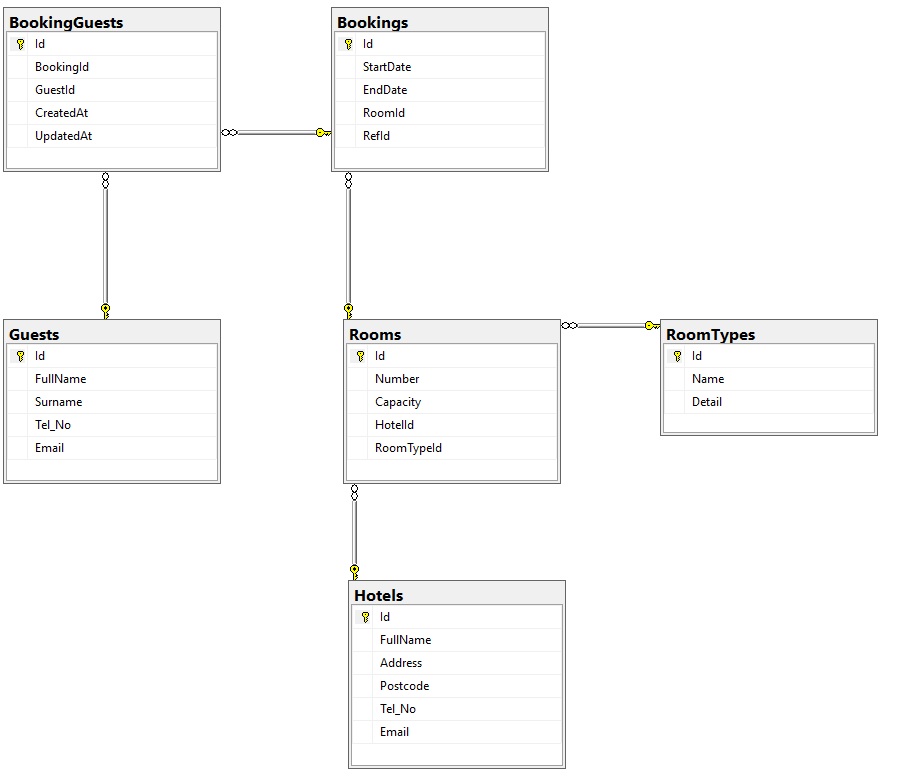 BookingGuests
Id
BookingId
GuestId
CreatedAt
UpdatedAt
Bookings
Id
StartDate
EndDate
RoomId
RefId
Guests
Id
FullName
Surname
Tel_No
Email
Rooms
Id
Number
Capacity
HotelId
RoomTypeId
RoomTypes
Id
Name
Detail
Hotels
Id
FullName
Address
Postcode
Tel_No
Email